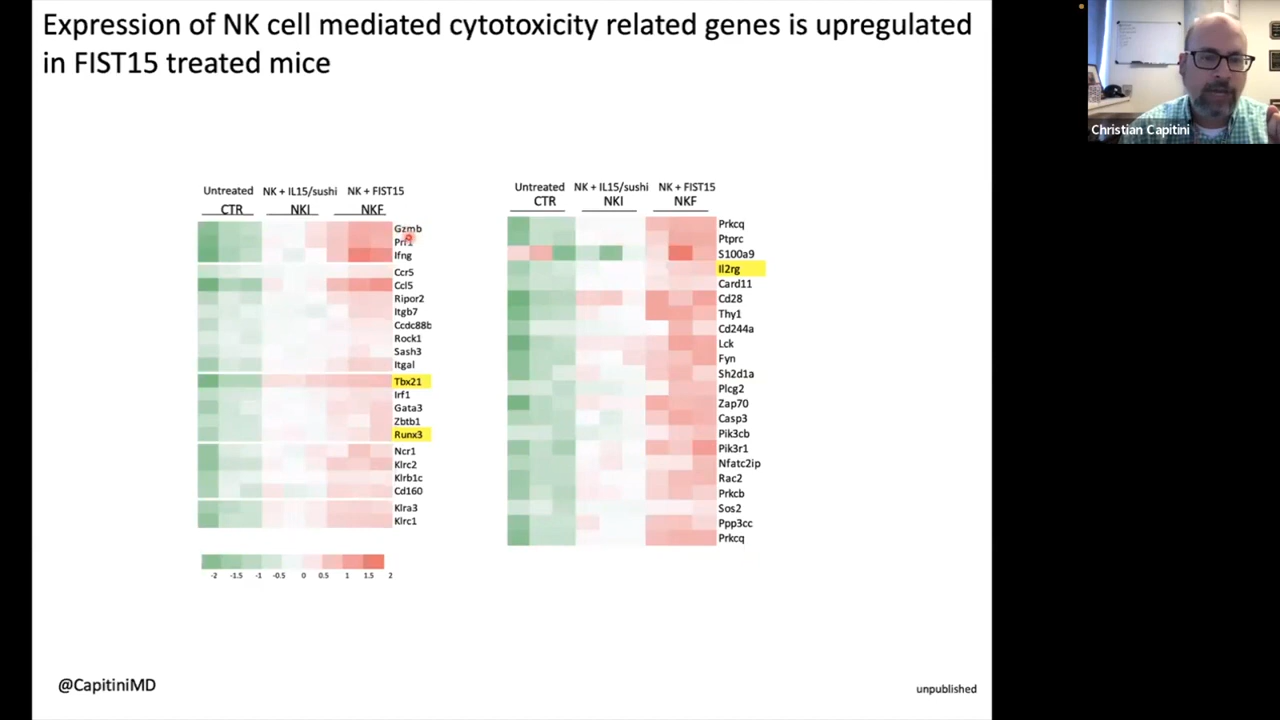 Expression of NK cell mediated cytotoxicity related genes is upregulated
in FIST15 treated mice
Christian Capitini
Untreated NK + IL15/sushi NK + FIST15
CTR NKI NKF
Gzmb
Prf1
Ifng
Ccr5
Ccl5
Ripor2
Itgb7
Ccdc88b
Rock1
Sash3
Itgal
Tbx21
Irf1
Gata3
Zbtb1
Runx3
Ncr1
Klrc2
Klrb1c
Cd160
Klra3
Klrc1
-2 -1.5 -1 -0.5 0 0.5 1 1.5 2
Untreated NK + IL15/sushi NK + FIST15
CTR NKI NKF
Prkcq
Ptprc
S100a9
Il2rg
Card11
Cd28
Thy1
Cd244a
Lck
Fyn
Sh2d1a
Plcg2
Zap70
Casp3
Pik3cb
Pik3r1
Nfatc2ip
Rac2
Prkcb
Sos2
Ppp3cc
Prkcq
@CapitiniMD
unpublished